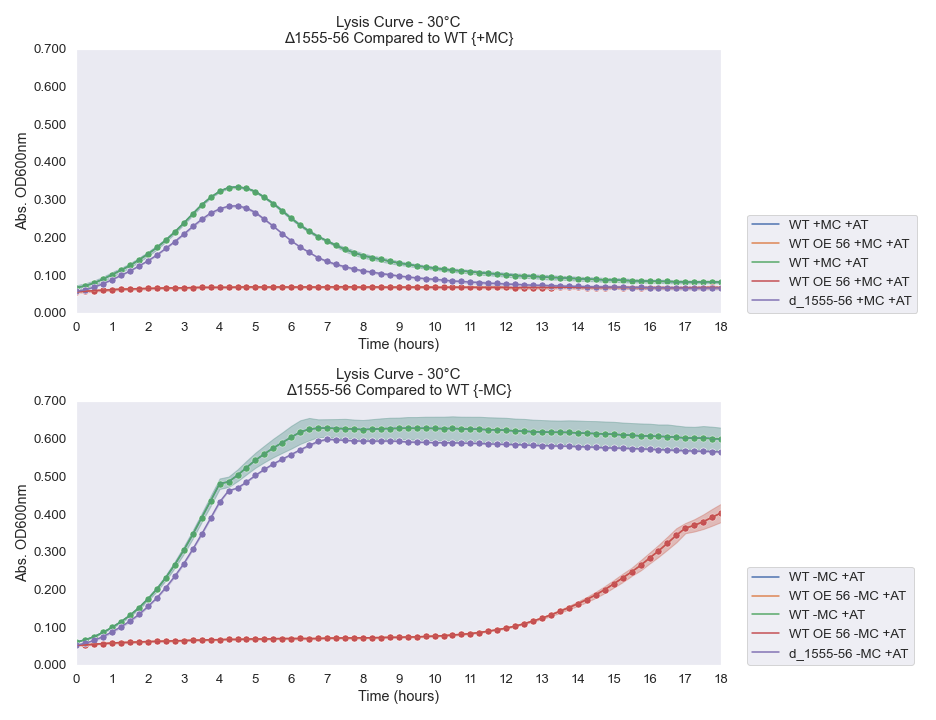 Lysis Curve - 30°C
Δ1555-56 Compared to WT {+MC}
0.700
0.600
0.500
0.400
0.300
0.200
0.100
0.000
Abs. OD600nm
0 1 2 3 4 5 6 7 8 9 10 11 12 13 14 15 16 17 18
Time (hours)
WT +MC +AT
WT OE 56 +MC +AT
WT +MC +AT
WT OE 56 +MC +AT
d_1555-56 +MC +AT
Lysis Curve - 30°C
Δ1555-56 Compared to WT {-MC}
0.700
0.600
0.500
0.400
0.300
0.200
0.100
0.000
Abs. OD600nm
0 1 2 3 4 5 6 7 8 9 10 11 12 13 14 15 16 17 18
Time (hours)
WT -MC +AT
WT OE 56 -MC +AT
WT -MC +AT
WT OE 56 -MC +AT
d_1555-56 -MC +AT